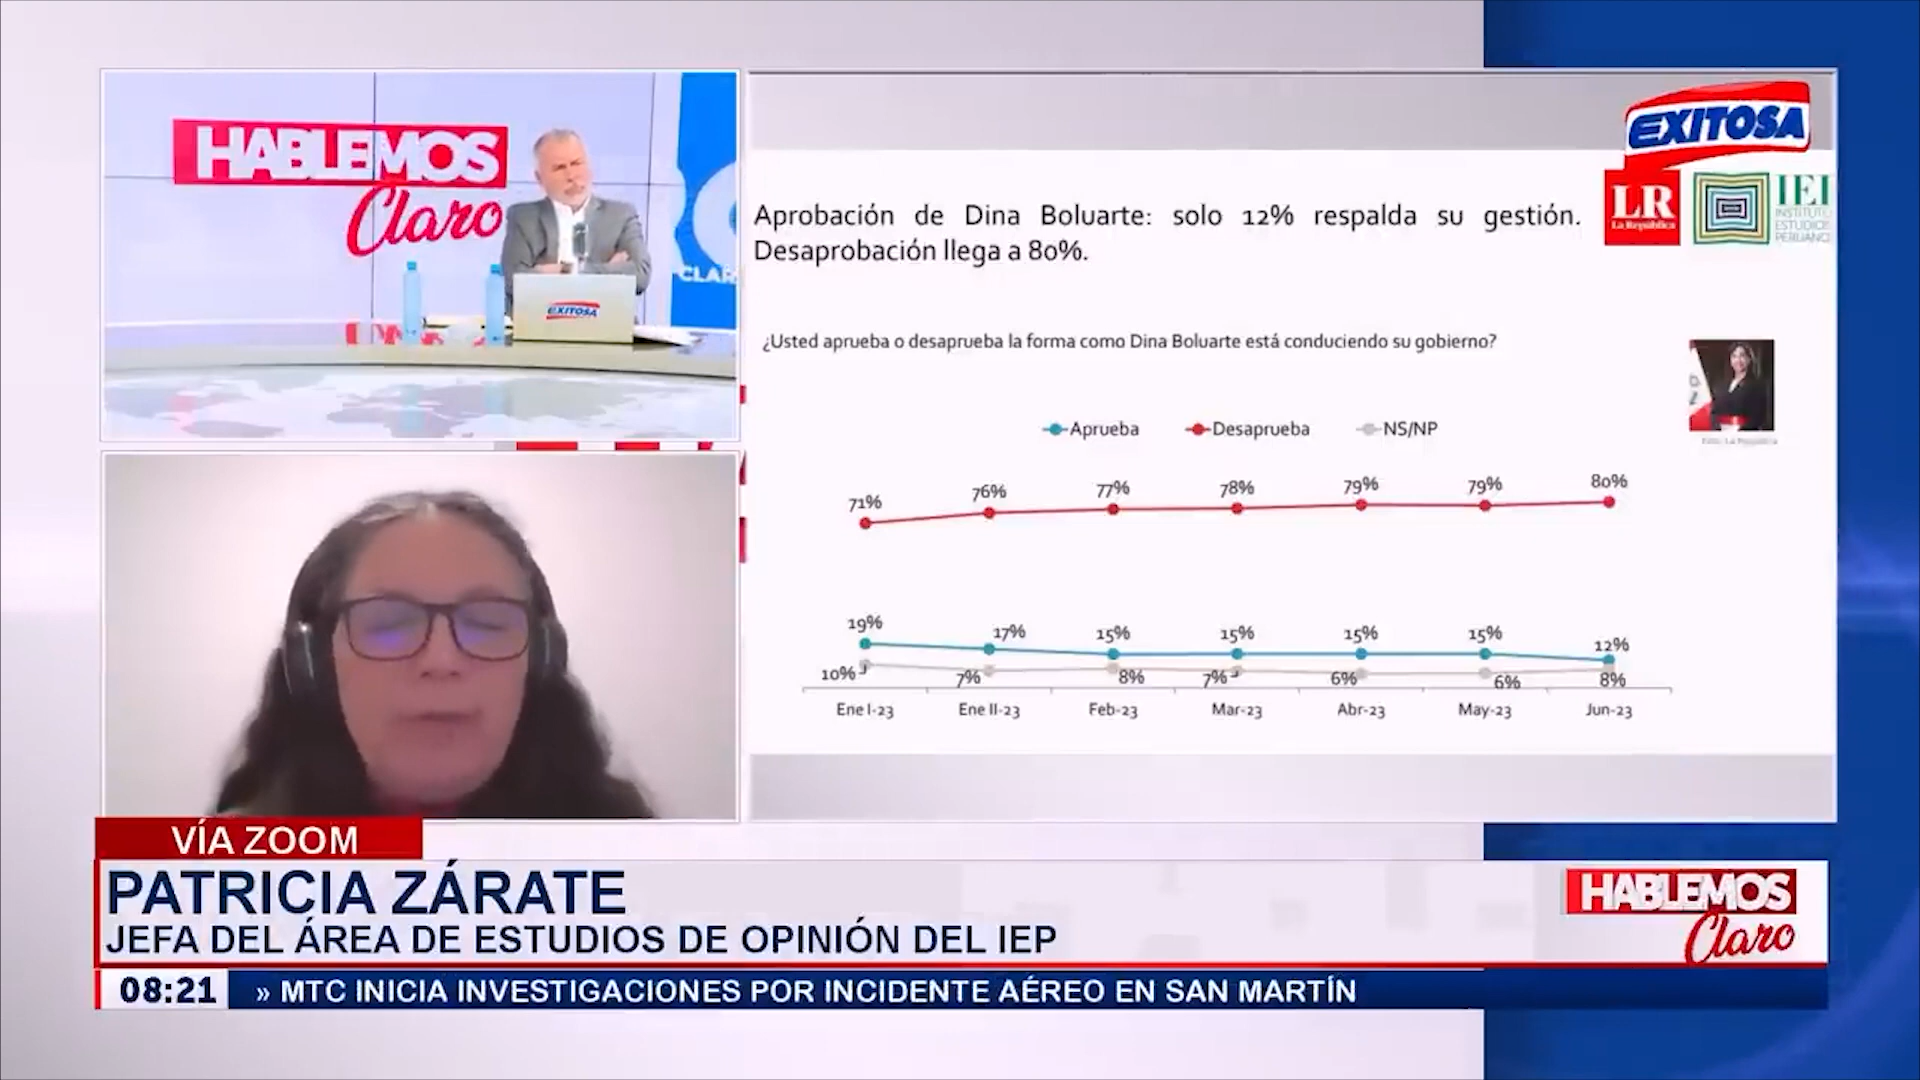 HABLEMOS
Claro
CLAR
EXITOSA
EXITOSA
LR
La República
IEI
INSTITUT
ESTUDIOS
PERUANO
Aprobación de Dina Boluarte: solo 12% respalda su gestión.
Desaprobación llega a 80%.
¿Usted aprueba o desaprueba la forma como Dina Boluarte está conduciendo su gobierno?
Aprueba Desaprueba NS/NP
71% 76% 77% 78% 79% 79% 80%
19% 17% 15% 15% 15% 15% 12%
10% 7% 8% 7% 6% 6% 8%
Ene I-23 Ene II-23 Feb-23 Mar-23 Abr-23 May-23 Jun-23
VÍA ZOOM
PATRICIA ZÁRATE
JEFA DEL ÁREA DE ESTUDIOS DE OPINIÓN DEL IEP
HABLEMOS
Claro
08:21 » MTC INICIA INVESTIGACIONES POR INCIDENTE AÉREO EN SAN MARTÍN